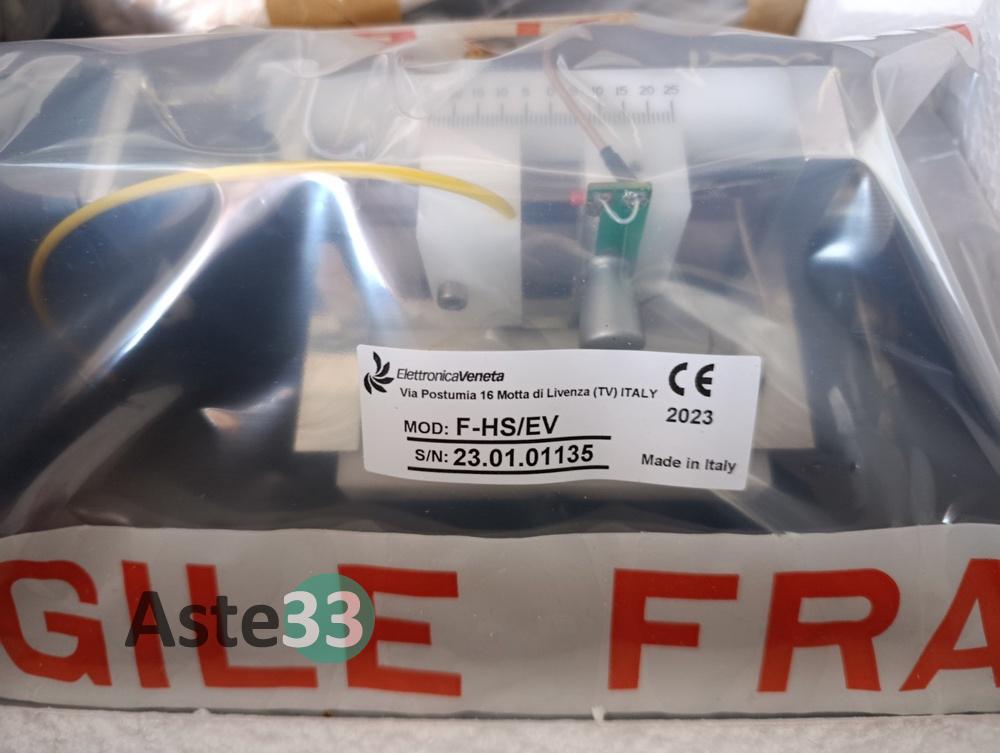 15 10 5 0 5 10 15 20 25
ElettronicaVeneta
CE
Via Postumia 16 Motta di Livenza (TV) ITALY
2023
MOD: F-HS/EV
S/N: 23.01.01135
Made in Italy
GILE FRA
Aste33